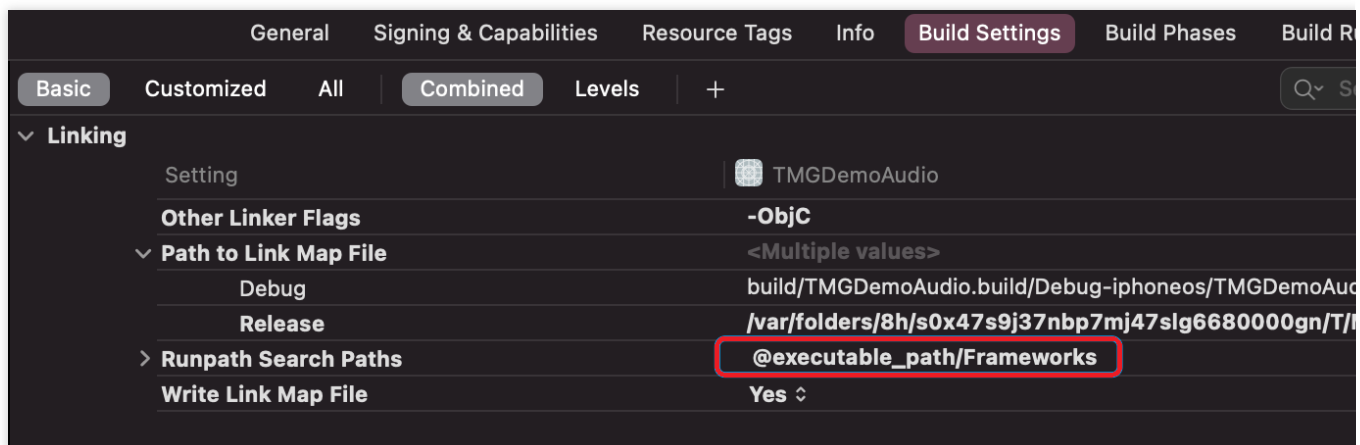 General Signing & Capabilities Resource Tags Info Build Settings Build Phases Build
Basic Customized All Combined Levels +
Linking
Setting TMGDemoAudio
Other Linker Flags -ObjC
Path to Link Map File <Multiple values>
Debug build/TMGDemoAudio.build/Debug-iphoneos/TMGDemoAud
Release /var/folders/8h/s0x47s9j37nbp7mj47slg6680000gn/T/
Runpath Search Paths @executable_path/Frameworks
Write Link Map File Yes